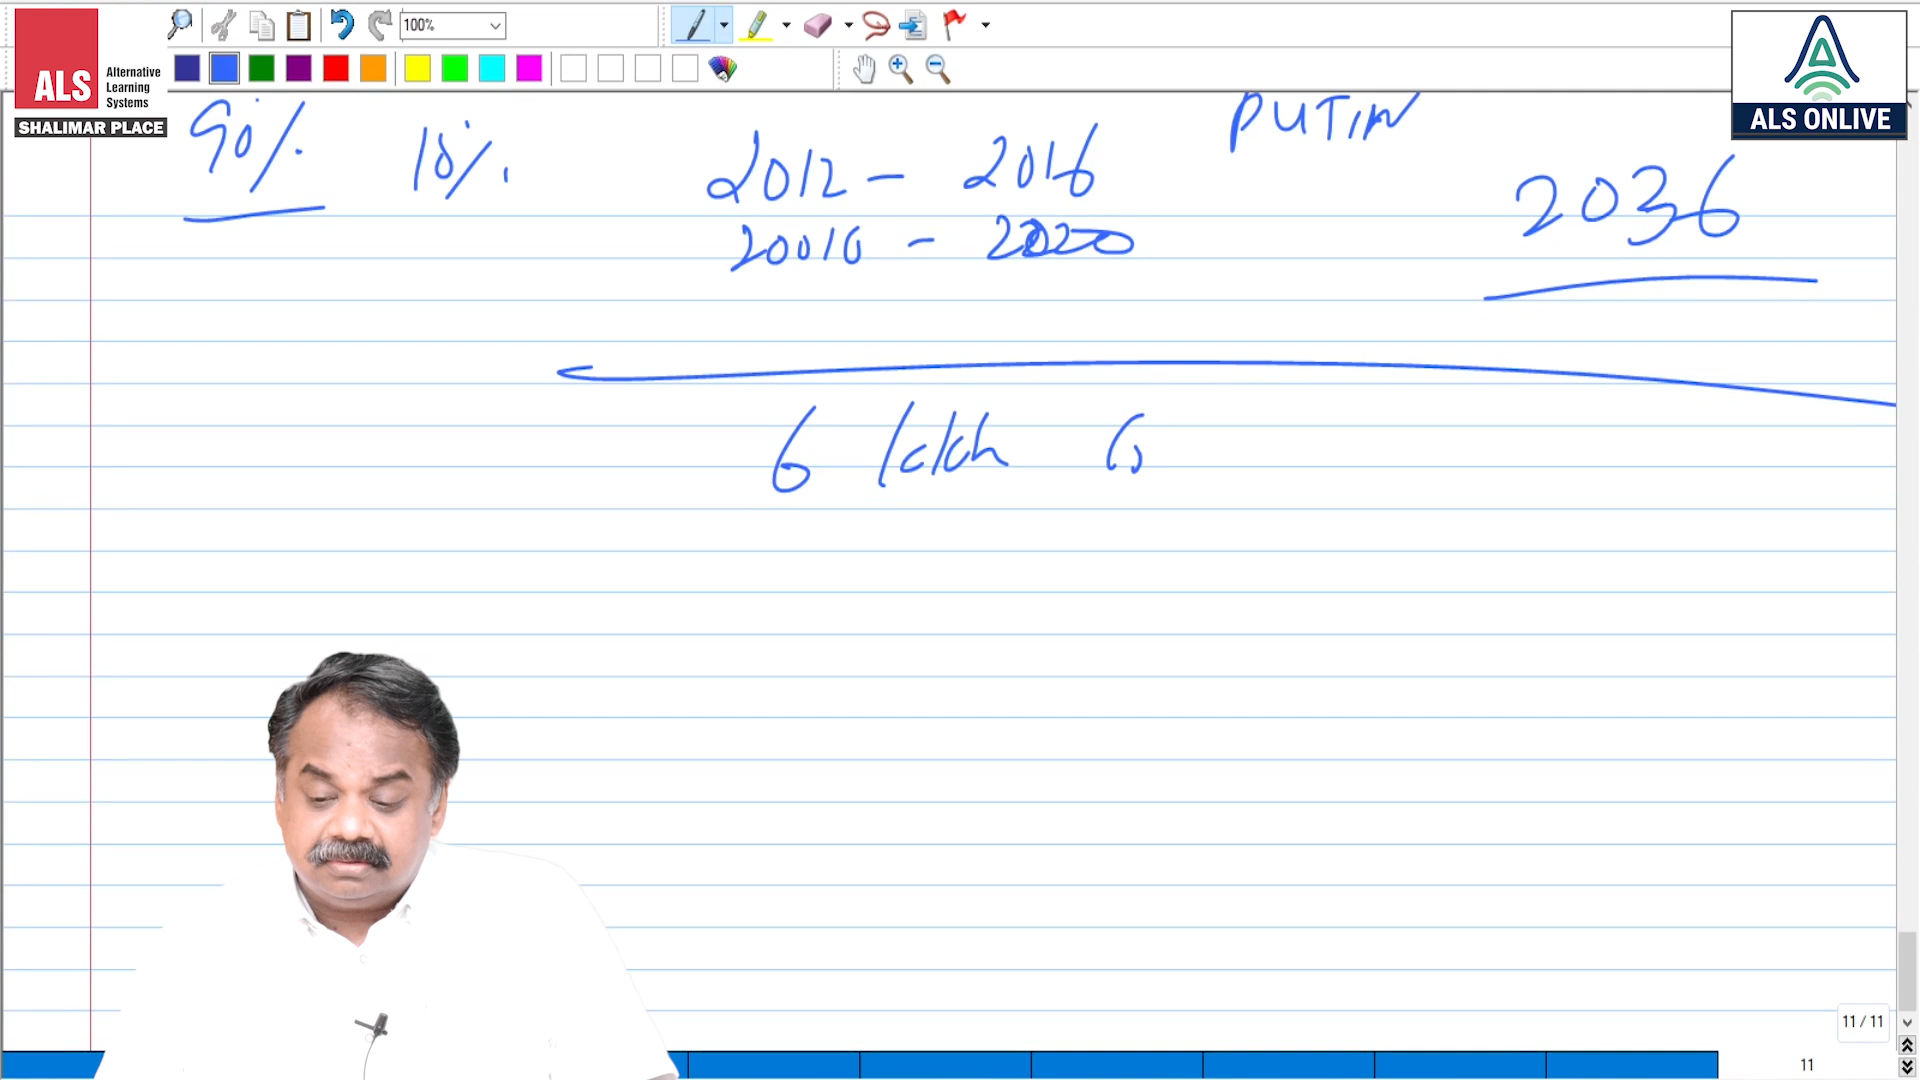 100%
ALS
Alternative
Learning
Systems
SHALIMAR PLACE
ALS ONLIVE
90%. 10%. 2012 - 2016 PUTIN
20010 - 2020 2036
6 lakh
11 / 11
11